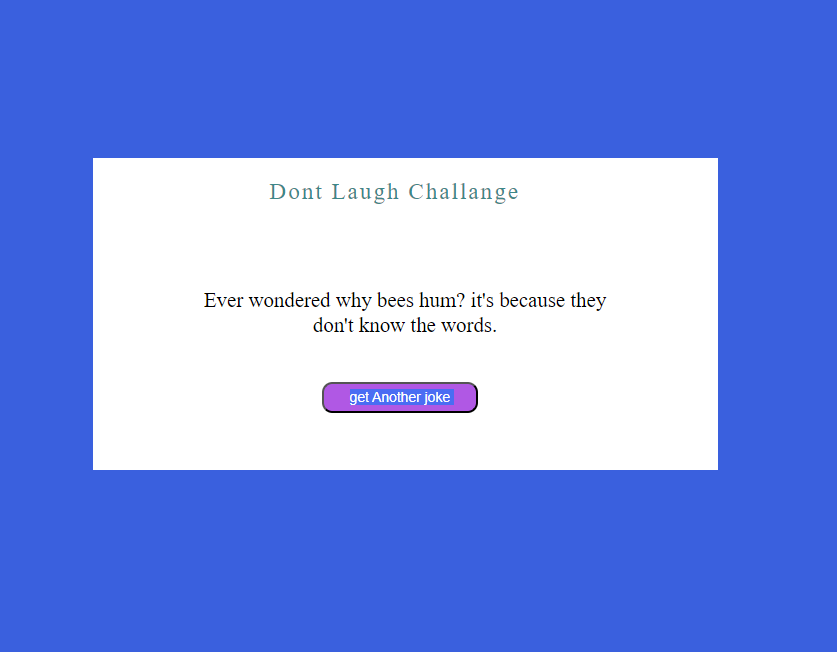 Dont Laugh Challange
Ever wondered why bees hum? it's because they
don't know the words.
get Another joke